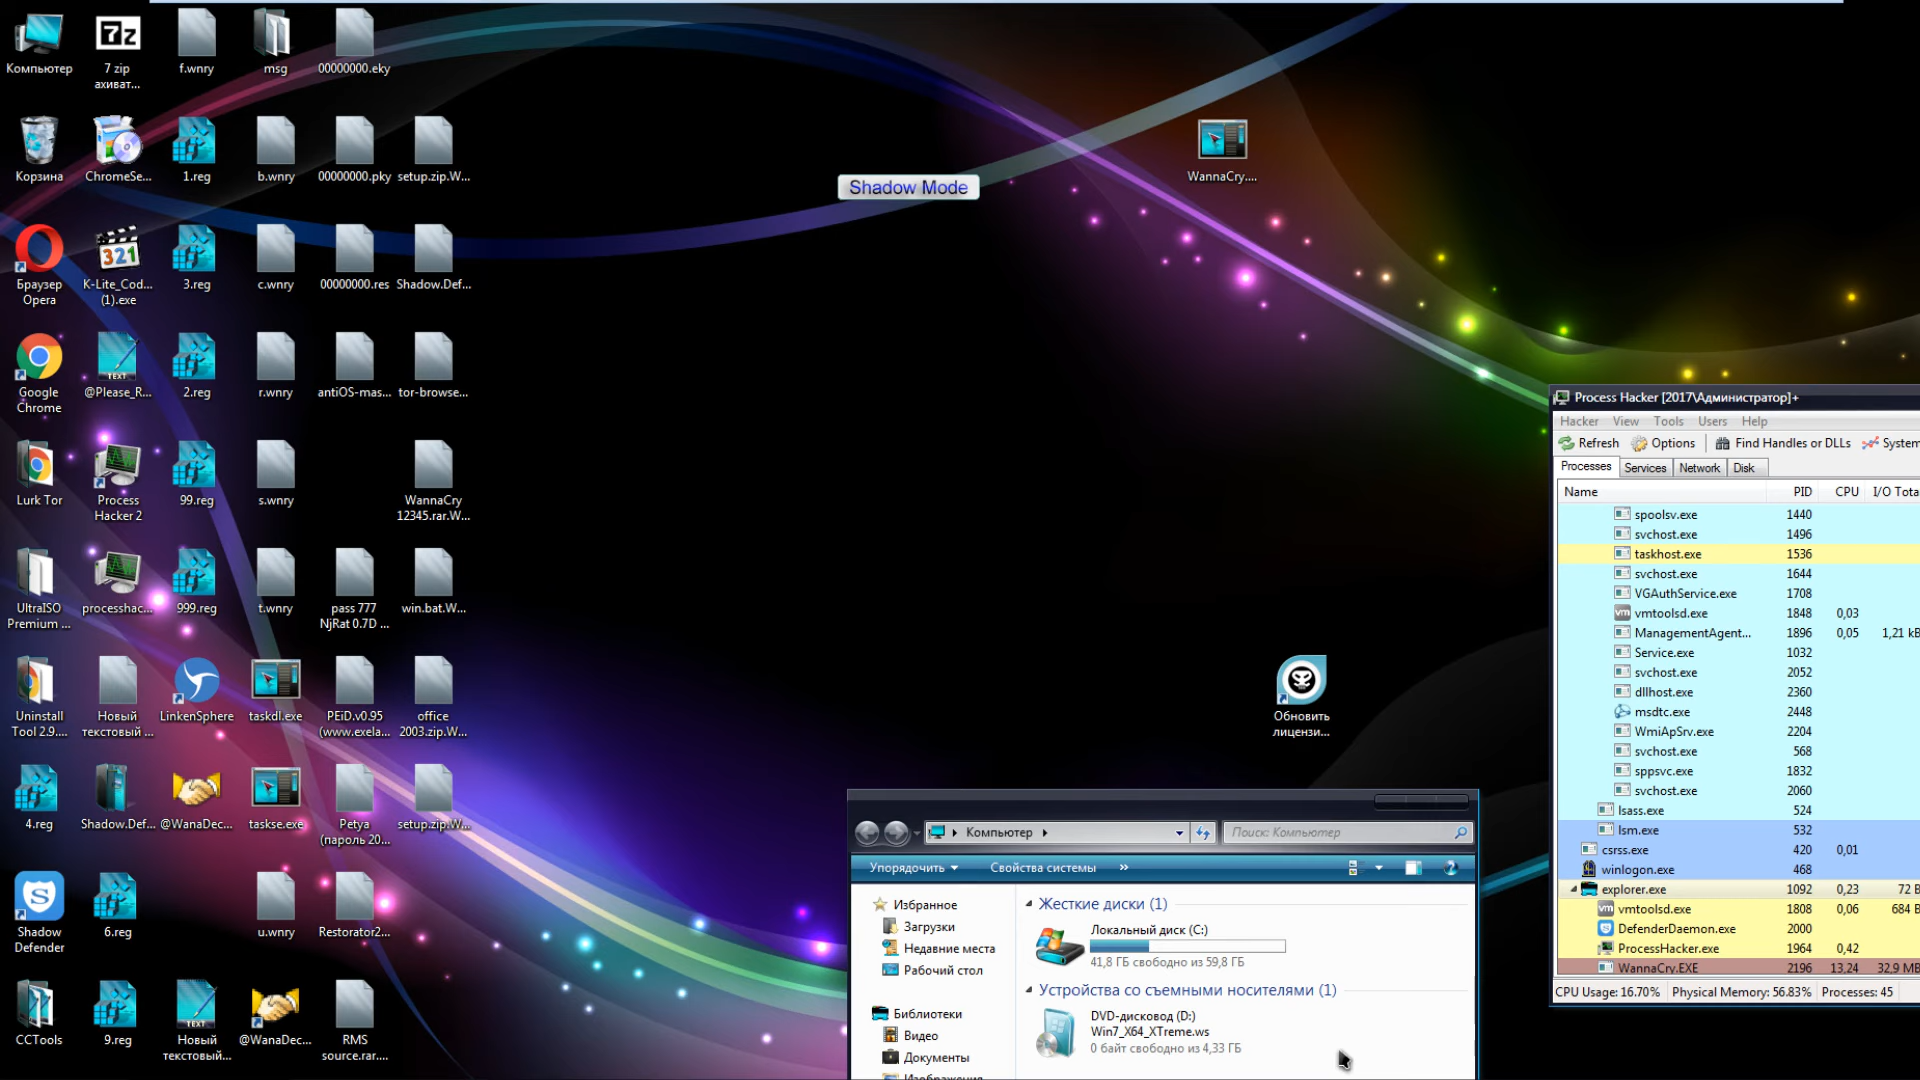 Компьютер
7 zip
ахиват...
f.wnry
msg
00000000.eky
Корзина
ChromeSe...
1.reg
b.wnry
00000000.pky
setup.zip.W...
WannaCry....
Shadow Mode
Браузер
Opera
K-Lite_Cod...
(1).exe
3.reg
c.wnry
00000000.res
Shadow.Def...
Google
Chrome
@Please_R...
2.reg
r.wnry
antiOS-mas...
tor-browse...
Lurk Tor
Process
Hacker 2
99.reg
s.wnry
WannaCry
12345.rar.W...
UltraISO
Premium ...
processhac...
999.reg
t.wnry
pass 777
NjRat 0.7D ...
win.bat.W...
Uninstall
Tool 2.9....
Новый
текстовый ...
LinkenSphere
taskdl.exe
PEiD.v0.95
(www.exela...
office
2003.zip.W...
Обновить
лицензи...
4.reg
Shadow.Def...
@WanaDec...
taskse.exe
Petya
(пароль 20...
setup.zip.W...
Shadow
Defender
6.reg
u.wnry
Restorator2...
CCTools
9.reg
Новый
текстовый...
@WanaDec...
RMS
source.rar....
Компьютер
Поиск: Компьютер
Упорядочить
Свойства системы
»
Избранное
Загрузки
Недавние места
Рабочий стол
Библиотеки
Видео
Документы
Изображения
Жесткие диски (1)
Локальный диск (C:)
41,8 ГБ свободно из 59,8 ГБ
Устройства со съемными носителями (1)
DVD-дисковод (D:)
Win7_X64_XTreme.ws
0 байт свободно из 4,33 ГБ
Process Hacker [2017\Администратор]+
Hacker View Tools Users Help
Refresh Options Find Handles or DLLs System
Processes Services Network Disk
Name PID CPU I/O Tota
spoolsv.exe 1440
svchost.exe 1496
taskhost.exe 1536
svchost.exe 1644
VGAuthService.exe 1708
vmtoolsd.exe 1848 0,03
ManagementAgent... 1896 0,05 1,21 kB
Service.exe 1032
svchost.exe 2052
dllhost.exe 2360
msdtc.exe 2448
WmiApSrv.exe 2204
svchost.exe 568
sppsvc.exe 1832
svchost.exe 2060
lsass.exe 524
lsm.exe 532
csrss.exe 420 0,01
winlogon.exe 468
explorer.exe 1092 0,23 72 B
vmtoolsd.exe 1808 0,06 684 B
DefenderDaemon.exe 2000
ProcessHacker.exe 1964 0,42
WannaCry.EXE 2196 13,24 32,9 MB
CPU Usage: 16.70% Physical Memory: 56.83% Processes: 45